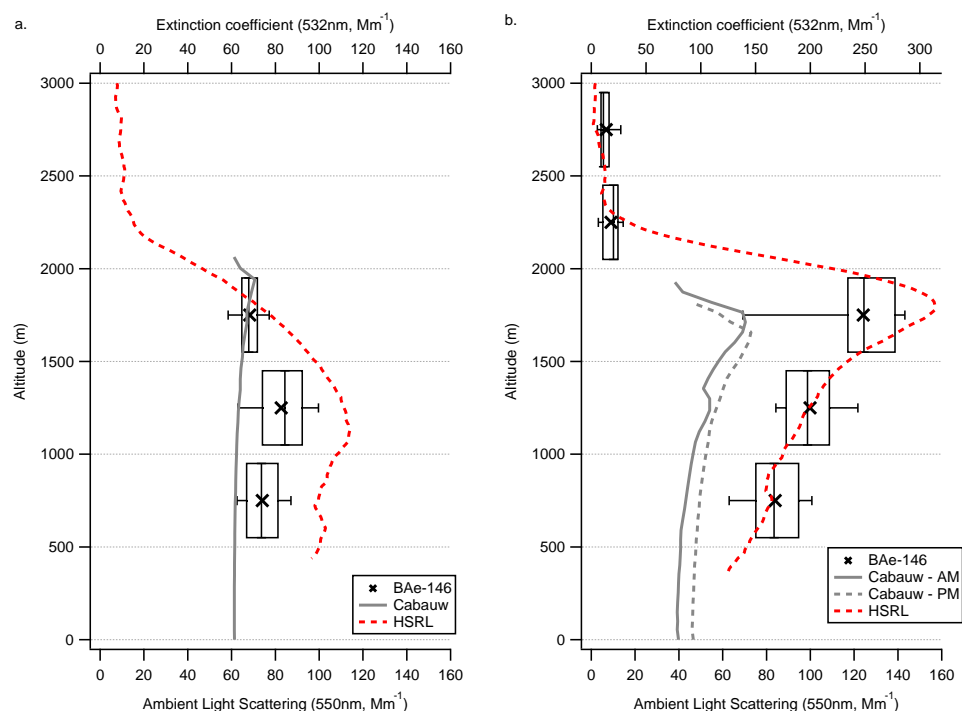 a.
Extinction coefficient (532nm, Mm⁻¹)
0 20 40 60 80 100 120 140 160
3000
2500
2000
1500
1000
500
0
Altitude (m)
BAe-146
Cabauw
HSRL
0 20 40 60 80 100 120 140 160
Ambient Light Scattering (550nm, Mm⁻¹)
b.
Extinction coefficient (532nm, Mm⁻¹)
0 50 100 150 200 250 300
3000
2500
2000
1500
1000
500
0
Altitude (m)
BAe-146
Cabauw - AM
Cabauw - PM
HSRL
0 20 40 60 80 100 120 140 160
Ambient Light Scattering (550nm, Mm⁻¹)